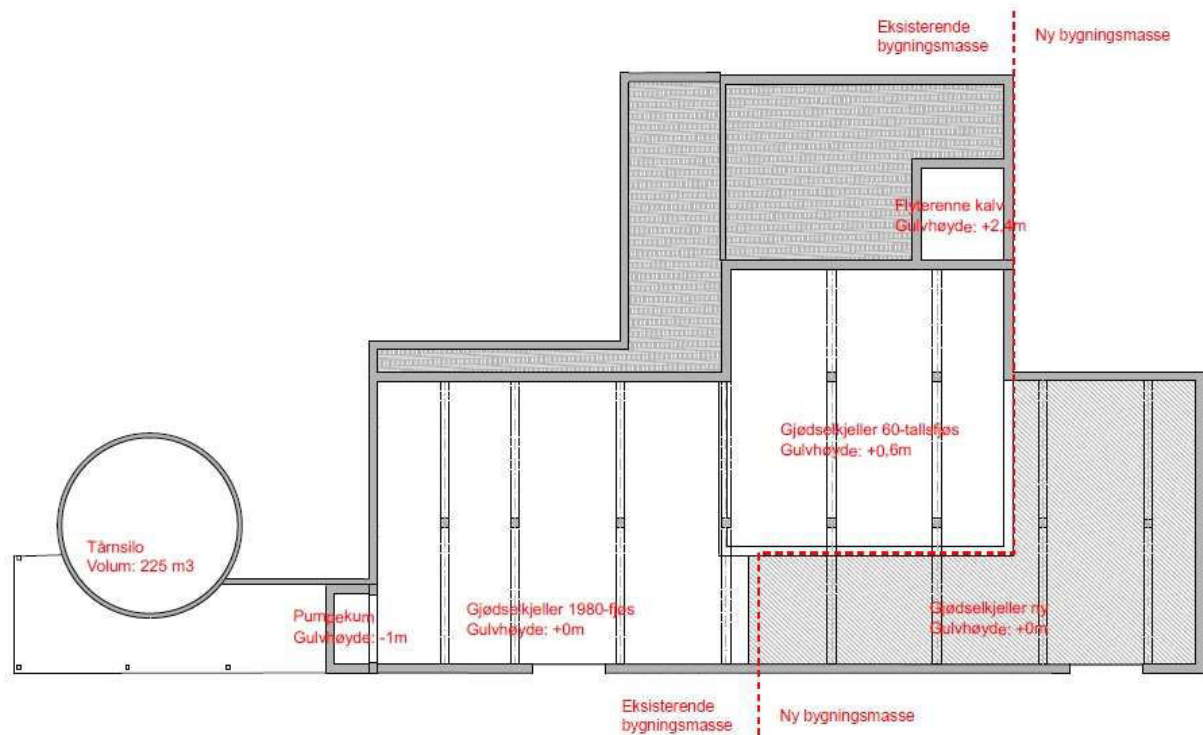 Eksisterende
bygningsmasse
Ny bygningsmasse
Flyterenne kalv
Gulvhøyde: +2,4m
Gjødselkjeller 60-tallsfjøs
Gulvhøyde: +0,6m
Tårnsilo
Volum: 225 m3
Pumpekum
Gulvhøyde: -1m
Gjødselkjeller 1980-fjøs
Gulvhøyde: +0m
Gjødselkjeller ny
Gulvhøyde: +0m
Eksisterende
bygningsmasse
Ny bygningsmasse